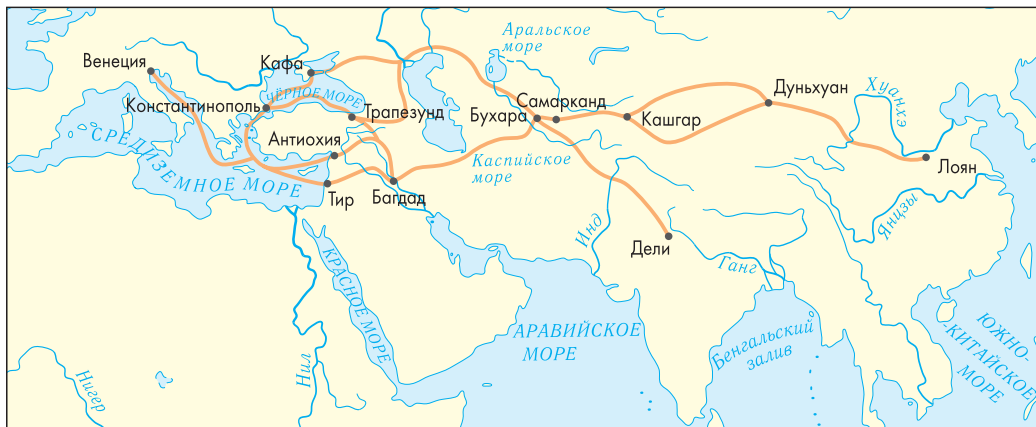 Аральское
море
Венеция
Кафа
Дуньхуан
Хуанхэ
ЧЁРНОЕ МОРЕ
Константинополь
Трапезунд
Самарканд
Бухара
Кашгар
СРЕДИЗЕМНОЕ МОРЕ
Антиохия
Каспийское
море
Лоян
Тир
Багдад
Янцзы
Инд
Дели
Ганг
КРАСНОЕ МОРЕ
АРАВИЙСКОЕ
МОРЕ
Бенгальский
залив
ЮЖНО-
-КИТАЙСКОЕ
МОРЕ
Нил
Нигер